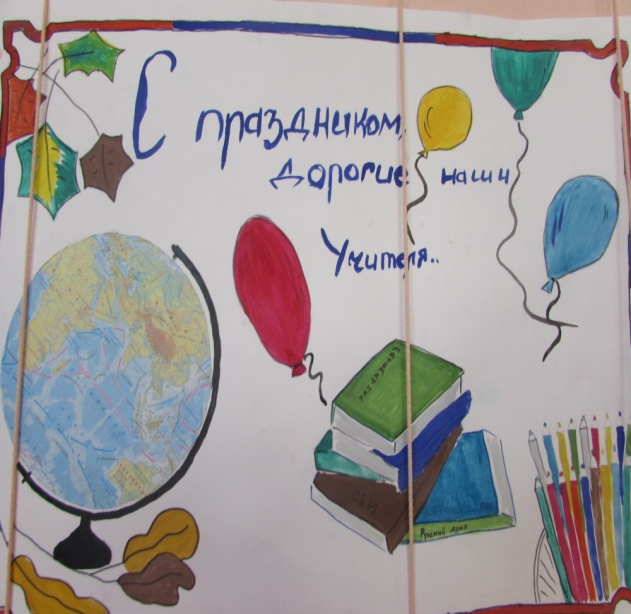 С праздником,
дорогие наши
Учителя..
Русский язык